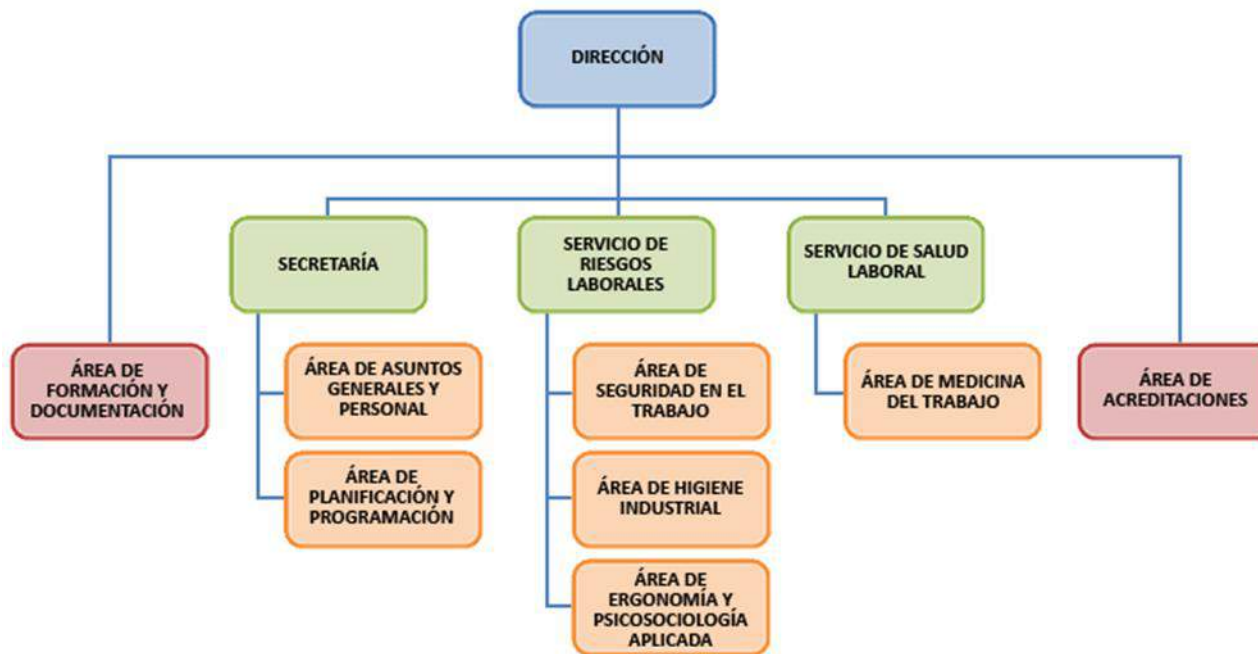 DIRECCIÓN
SECRETARÍA
SERVICIO DE
RIESGOS
LABORALES
SERVICIO DE SALUD
LABORAL
ÁREA DE
FORMACIÓN Y
DOCUMENTACIÓN
ÁREA DE ASUNTOS
GENERALES Y
PERSONAL
ÁREA DE
SEGURIDAD EN EL
TRABAJO
ÁREA DE MEDICINA
DEL TRABAJO
ÁREA DE
ACREDITACIONES
ÁREA DE
PLANIFICACIÓN Y
PROGRAMACIÓN
ÁREA DE HIGIENE
INDUSTRIAL
ÁREA DE
ERGONOMÍA Y
PSICOSOCIOLOGÍA
APLICADA